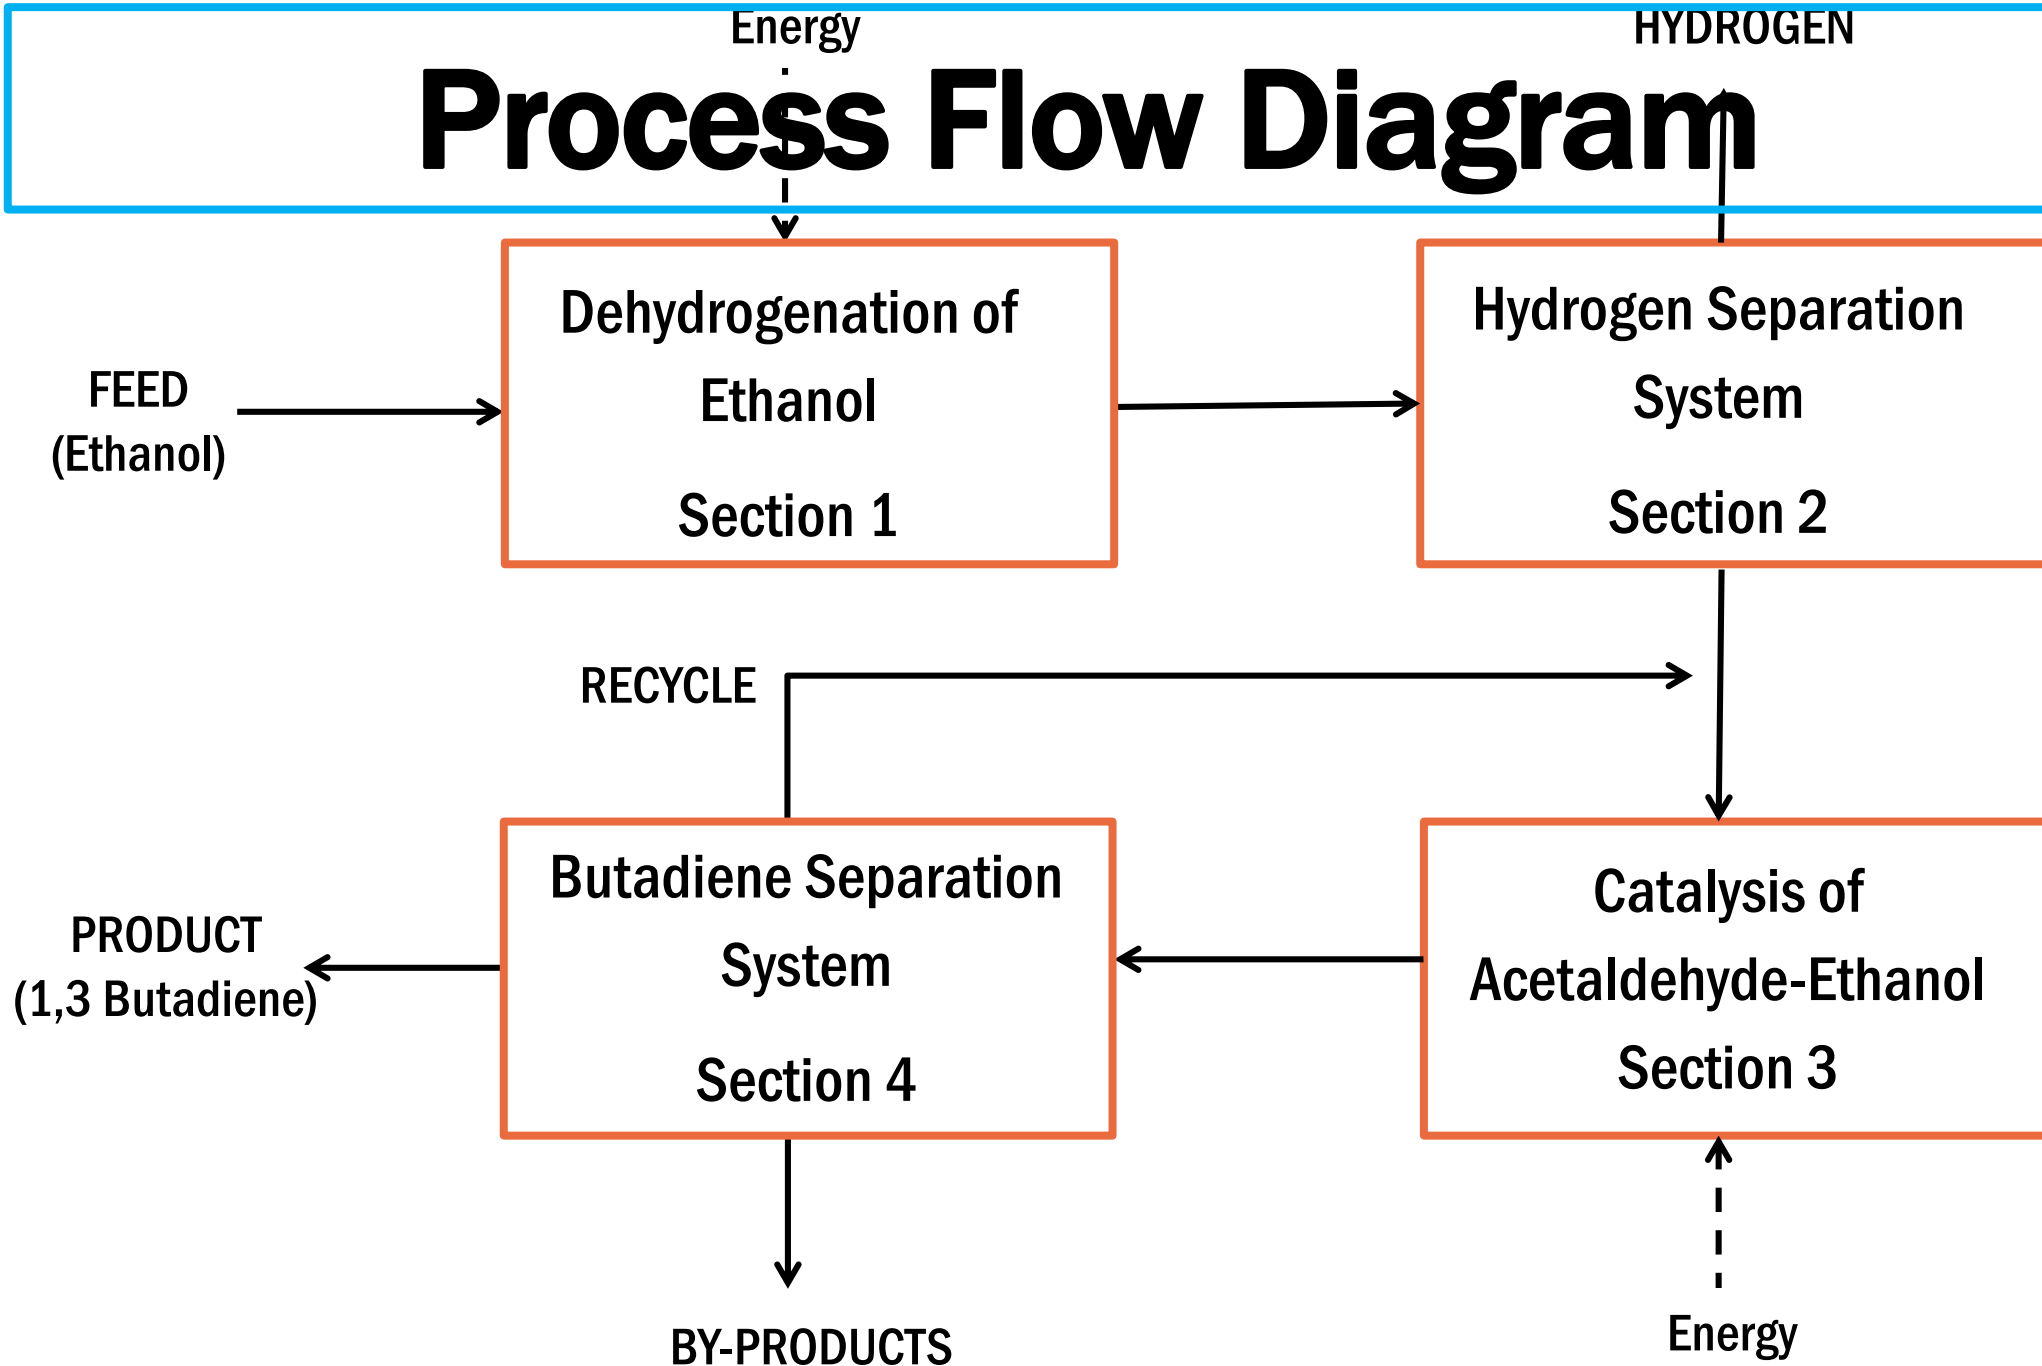 Energy
HYDROGEN
Process Flow Diagram
Dehydrogenation of
Ethanol
Section 1
Hydrogen Separation
System
Section 2
FEED
(Ethanol)
RECYCLE
Butadiene Separation
System
Section 4
Catalysis of
Acetaldehyde-Ethanol
Section 3
PRODUCT
(1,3 Butadiene)
BY-PRODUCTS
Energy